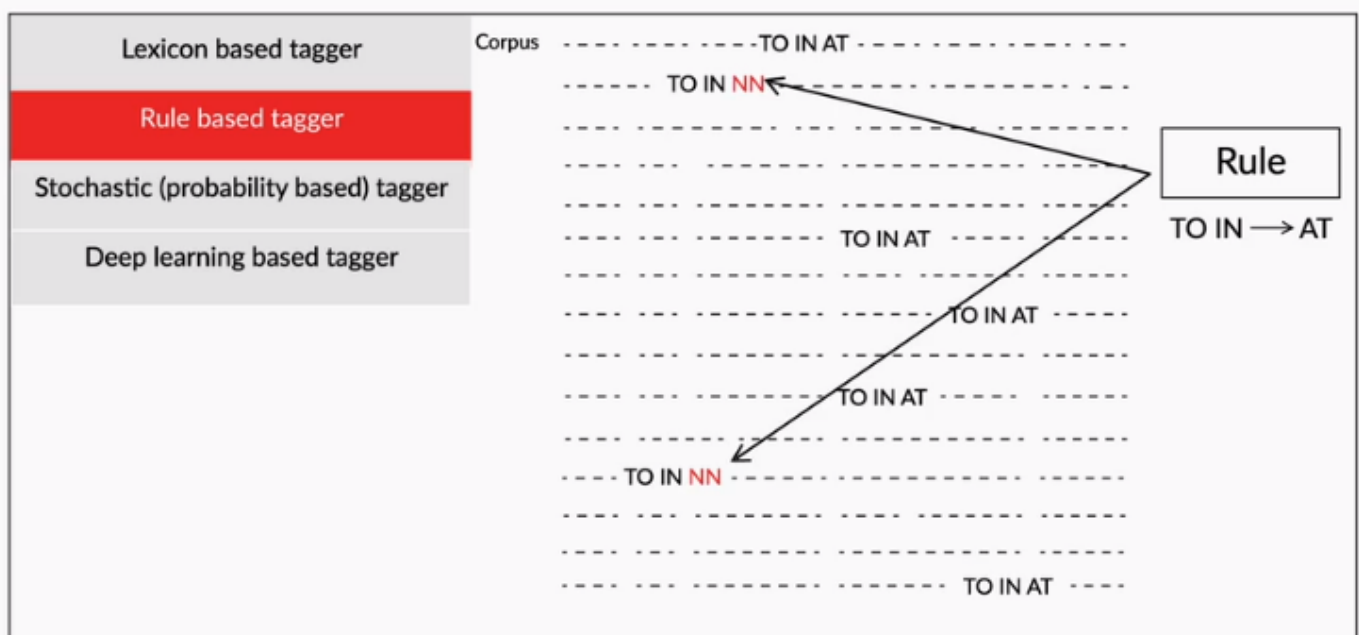 Lexicon based tagger
Rule based tagger
Stochastic (probability based) tagger
Deep learning based tagger
Corpus
TO IN AT
TO IN NN
TO IN AT
TO IN AT
TO IN AT
TO IN NN
TO IN AT
Rule
TO IN → AT